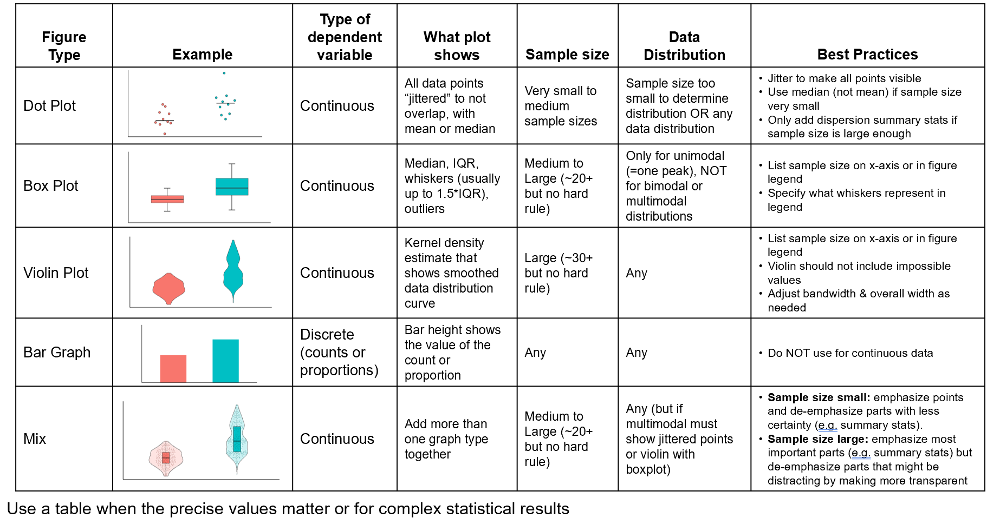 Figure
Type
Example
Type of
dependent
variable
What plot
shows
Sample size
Data
Distribution
Best Practices
Dot Plot
Continuous
All data points
“jittered” to not
overlap, with
mean or median
Very small to
medium
sample sizes
Sample size too
small to determine
distribution OR any
data distribution
• Jitter to make all points visible
• Use median (not mean) if sample size
very small
• Only add dispersion summary stats if
sample size is large enough
Box Plot
Continuous
Median, IQR,
whiskers (usually
up to 1.5*IQR),
outliers
Medium to
Large (~20+
but no hard
rule)
Only for unimodal
(=one peak), NOT
for bimodal or
multimodal
distributions
• List sample size on x-axis or in figure
legend
• Specify what whiskers represent in
legend
Violin Plot
Continuous
Kernel density
estimate that
shows smoothed
data distribution
curve
Large (~30+
but no hard
rule)
Any
• List sample size on x-axis or in figure
legend
• Violin should not include impossible
values
• Adjust bandwidth & overall width as
needed
Bar Graph
Discrete
(counts or
proportions)
Bar height shows
the value of the
count or
proportion
Any
Any
• Do NOT use for continuous data
Mix
Continuous
Add more than
one graph type
together
Medium to
Large (~20+
but no hard
rule)
Any (but if
multimodal must
show jittered points
or violin with
boxplot)
• Sample size small: emphasize points
and de-emphasize parts with less
certainty (e.g. summary stats).
• Sample size large: emphasize most
important parts (e.g. summary stats) but
de-emphasize parts that might be
distracting by making more transparent
Use a table when the precise values matter or for complex statistical results